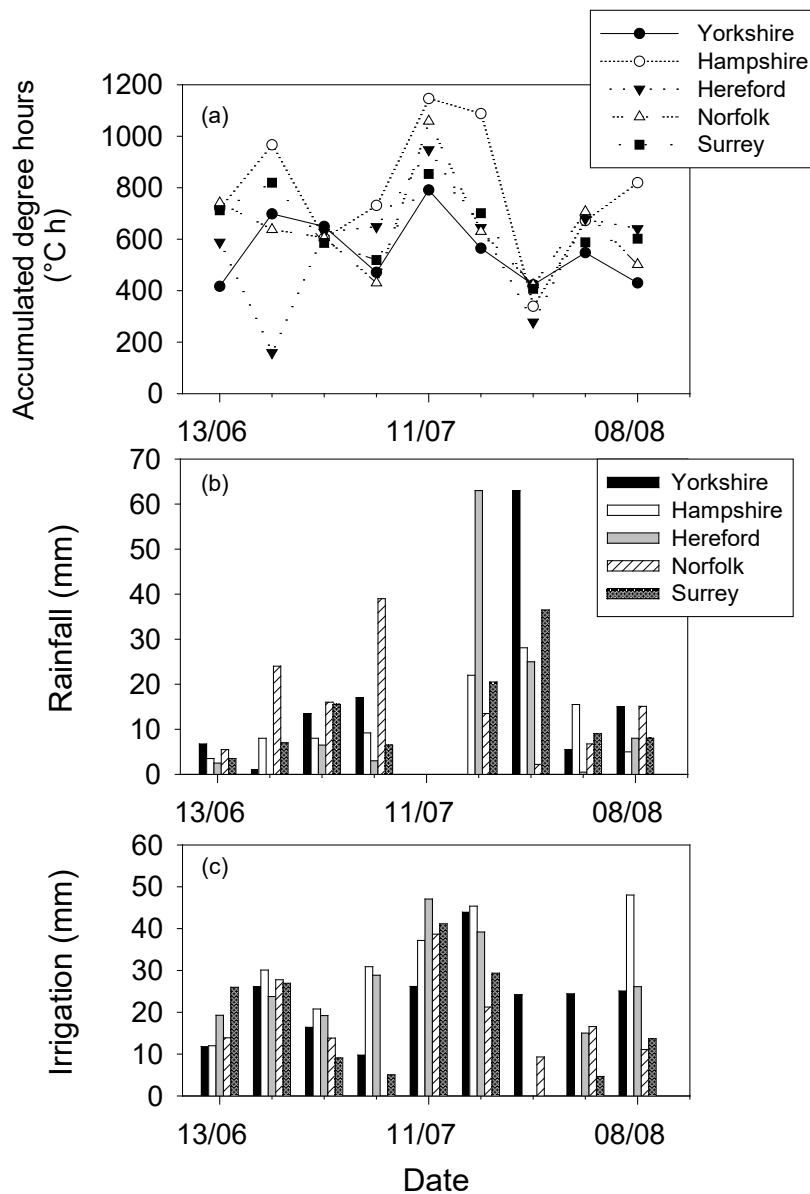 Yorkshire
Hampshire
Hereford
Norfolk
Surrey
(a)
Accumulated degree hours
(°C h)
1200
1000
800
600
400
200
0
13/06 11/07 08/08
(b)
Rainfall (mm)
70
60
50
40
30
20
10
0
Yorkshire
Hampshire
Hereford
Norfolk
Surrey
13/06 11/07 08/08
(c)
Irrigation (mm)
60
50
40
30
20
10
0
13/06 11/07 08/08
Date